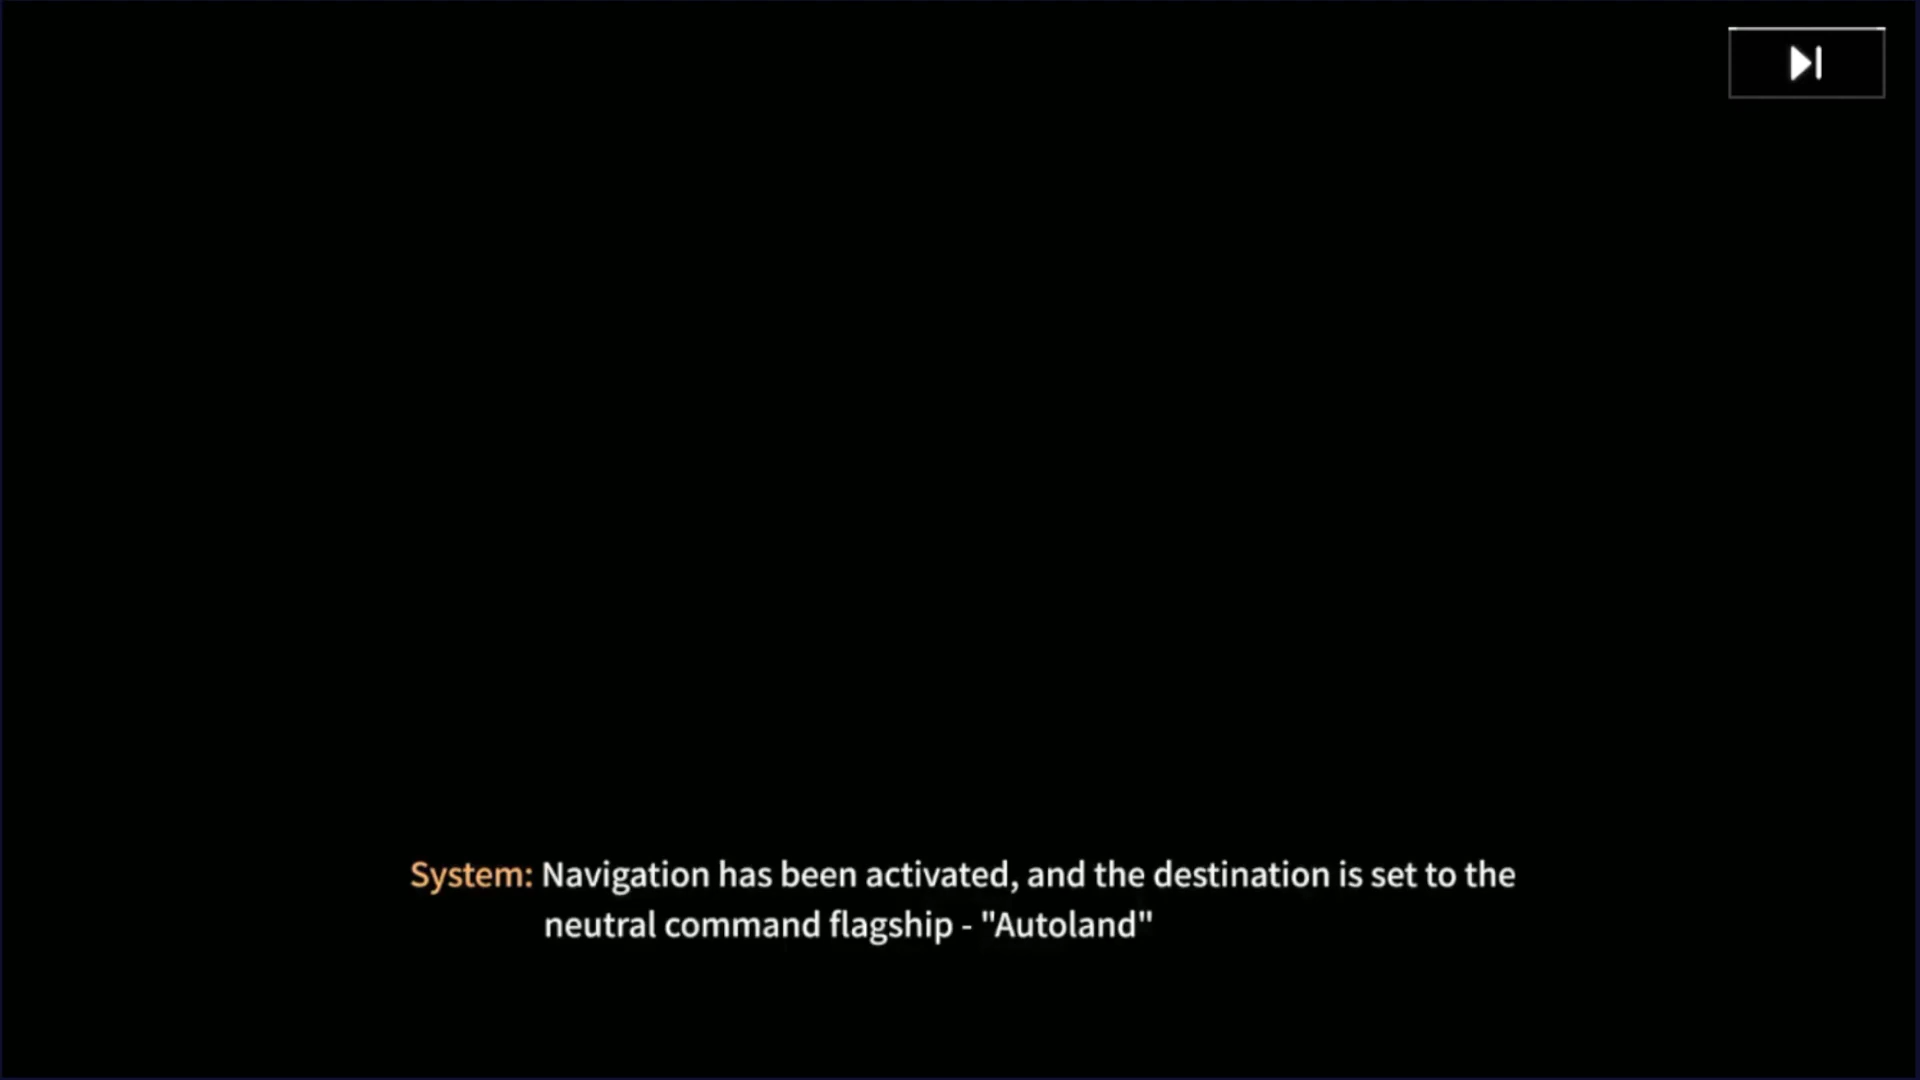 System: Navigation has been activated, and the destination is set to the
neutral command flagship - "Autoland"